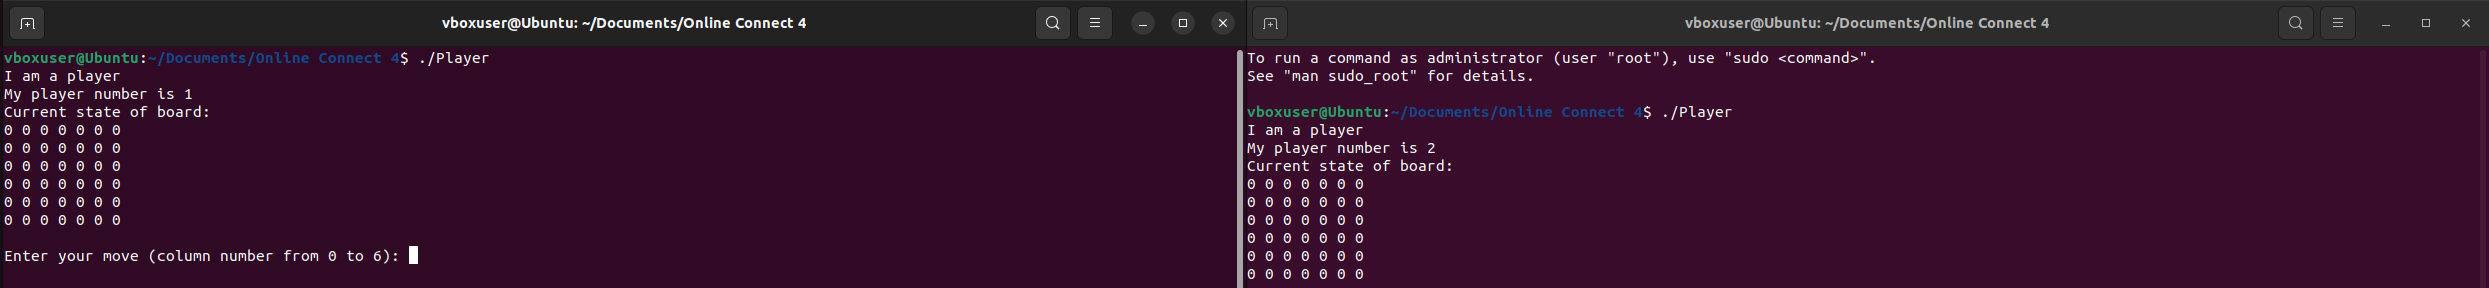 vboxuser@Ubuntu: ~/Documents/Online Connect 4
vboxuser@Ubuntu:~/Documents/Online Connect 4$ ./Player
I am a player
My player number is 1
Current state of board:
0 0 0 0 0 0 0
0 0 0 0 0 0 0
0 0 0 0 0 0 0
0 0 0 0 0 0 0
0 0 0 0 0 0 0
0 0 0 0 0 0 0
Enter your move (column number from 0 to 6):
vboxuser@Ubuntu: ~/Documents/Online Connect 4
To run a command as administrator (user "root"), use "sudo <command>".
See "man sudo_root" for details.
vboxuser@Ubuntu:~/Documents/Online Connect 4$ ./Player
I am a player
My player number is 2
Current state of board:
0 0 0 0 0 0 0
0 0 0 0 0 0 0
0 0 0 0 0 0 0
0 0 0 0 0 0 0
0 0 0 0 0 0 0
0 0 0 0 0 0 0